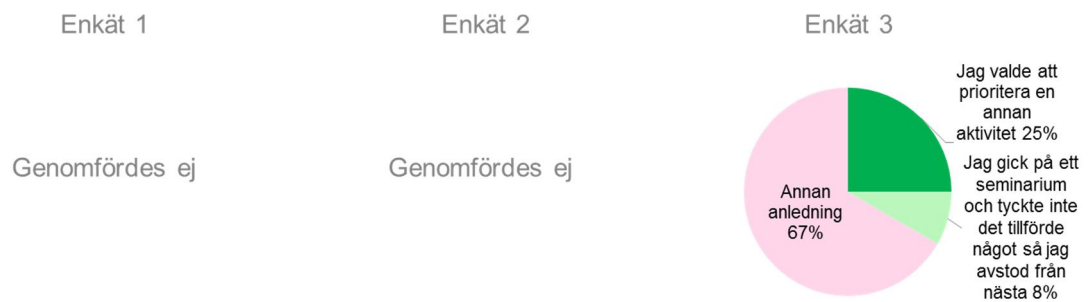 Enkät 1
Enkät 2
Enkät 3
Genomfördes ej
Genomfördes ej
Jag valde att
prioritera en
annan
aktivitet 25%
Jag gick på ett
seminarium
och tyckte inte
det tillförde
något så jag
avstod från
nästa 8%
Annan
anledning
67%